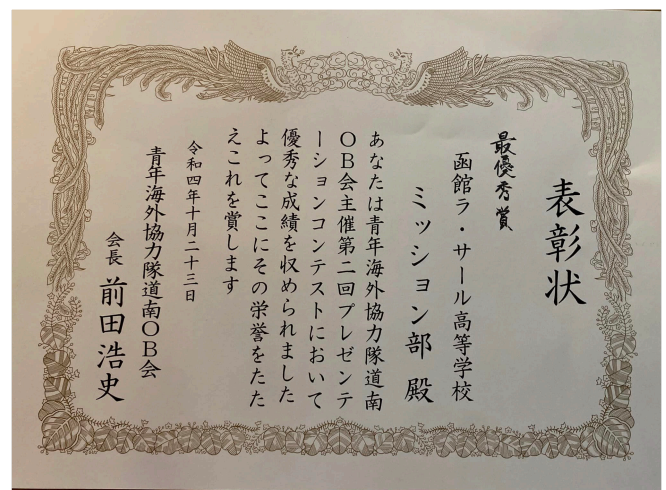 表彰状
最優秀賞
函館ラ・サール高等学校
ミッション部 殿
あなたは青年海外協力隊道南
OB会主催第二回プレゼンテ
ーションコンテストにおいて
優秀な成績を収められました
よってここにその栄誉をたた
えこれを賞します
令和四年十月二十三日
青年海外協力隊道南OB会
会長 前田浩史